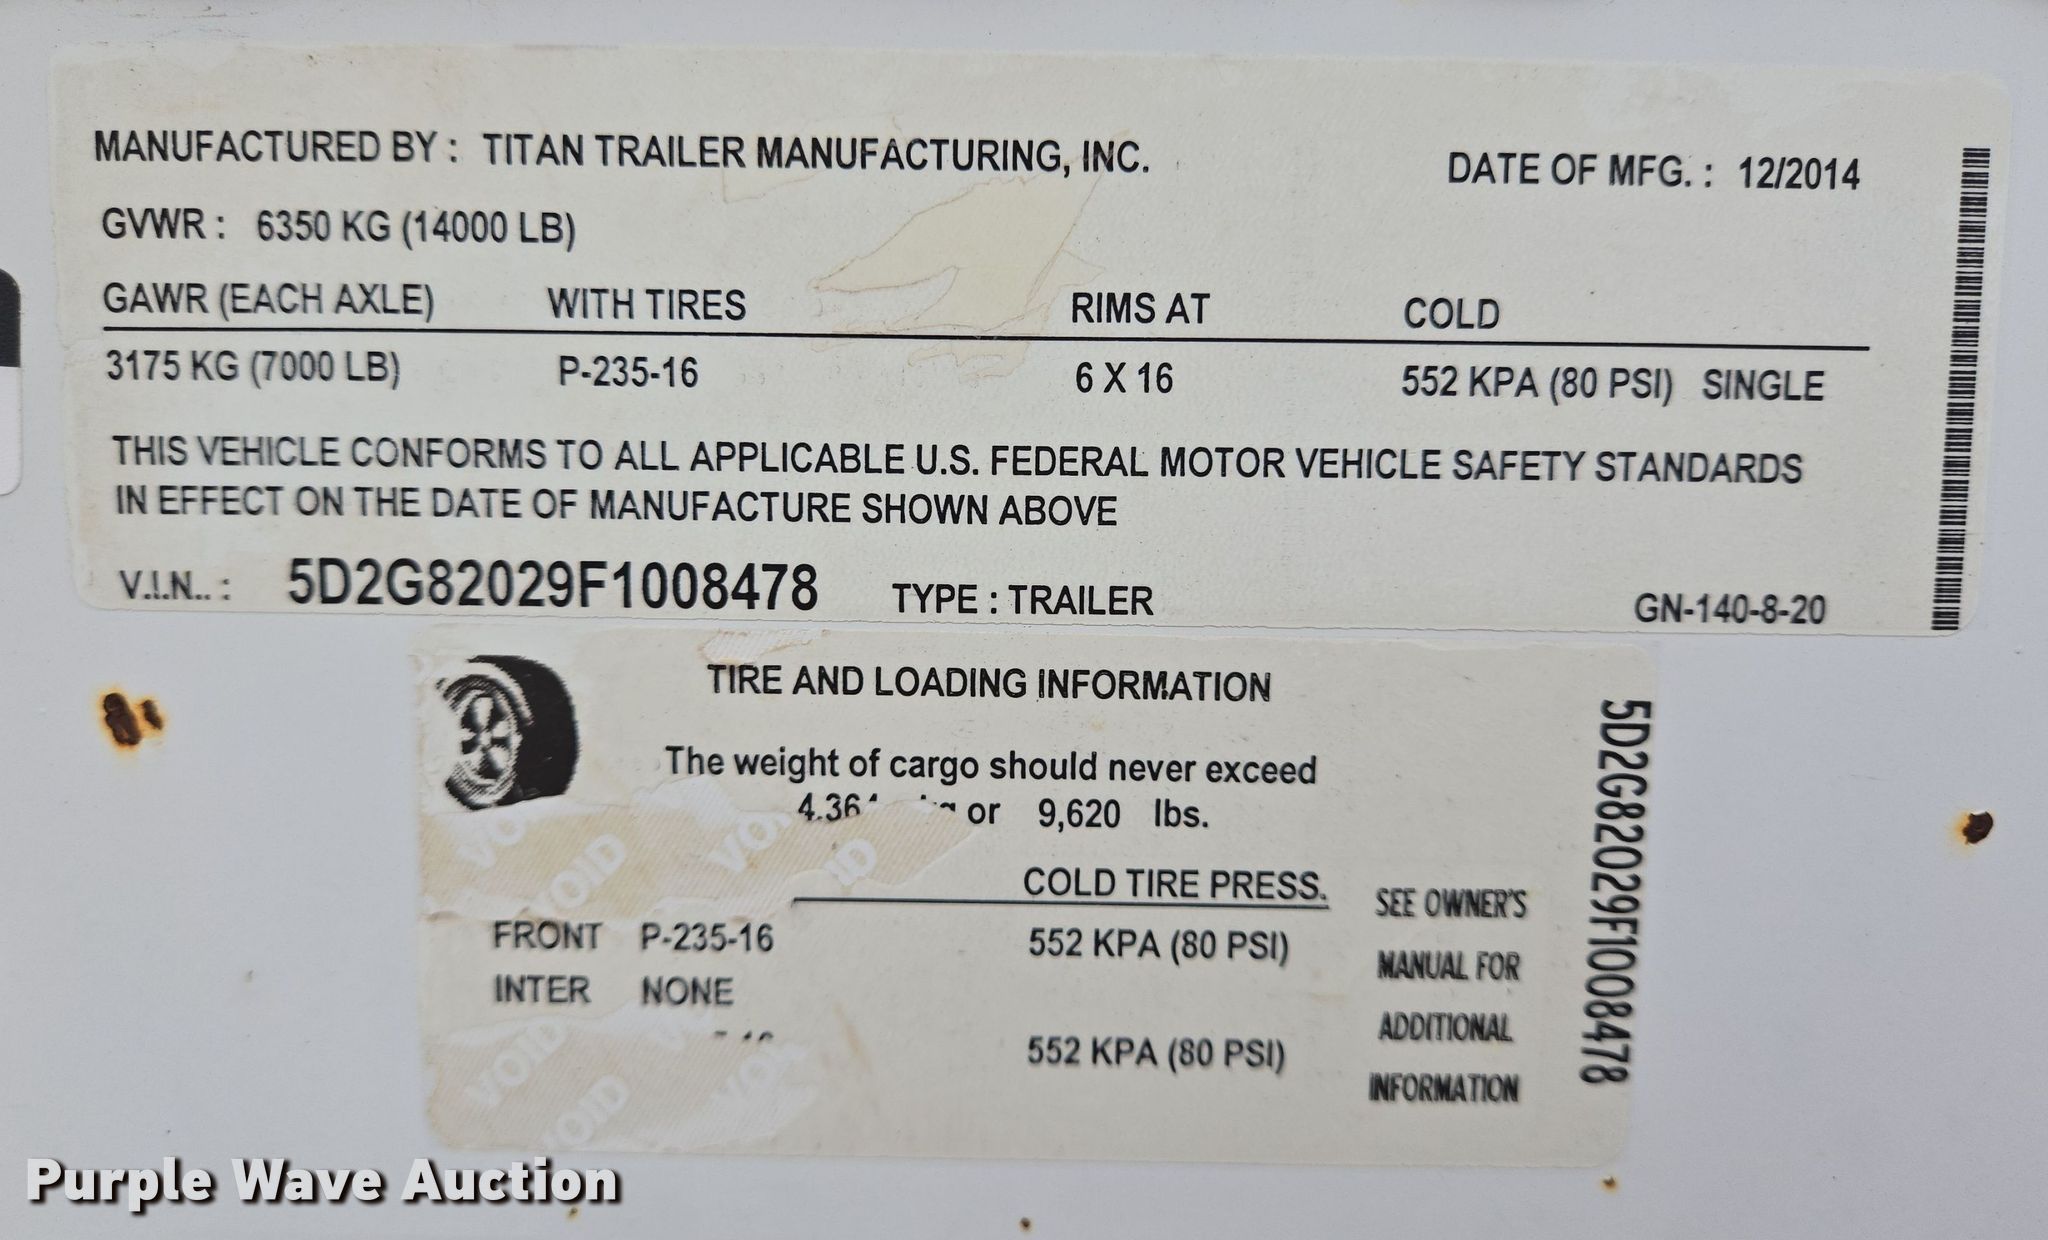 MANUFACTURED BY : TITAN TRAILER MANUFACTURING, INC. DATE OF MFG. : 12/2014
GVWR : 6350 KG (14000 LB)
GAWR (EACH AXLE) WITH TIRES RIMS AT COLD
3175 KG (7000 LB) P-235-16 6 X 16 552 KPA (80 PSI) SINGLE
THIS VEHICLE CONFORMS TO ALL APPLICABLE U.S. FEDERAL MOTOR VEHICLE SAFETY STANDARDS
IN EFFECT ON THE DATE OF MANUFACTURE SHOWN ABOVE
V.I.N.. : 5D2G82029F1008478 TYPE : TRAILER GN-140-8-20
TIRE AND LOADING INFORMATION
The weight of cargo should never exceed
or 9,620 lbs.
VOID VOID
COLD TIRE PRESS.
FRONT P-235-16 552 KPA (80 PSI)
INTER NONE
552 KPA (80 PSI)
VOID VOID
SEE OWNER'S
MANUAL FOR
ADDITIONAL
INFORMATION
5D2G82029F1008478
Purple Wave Auction